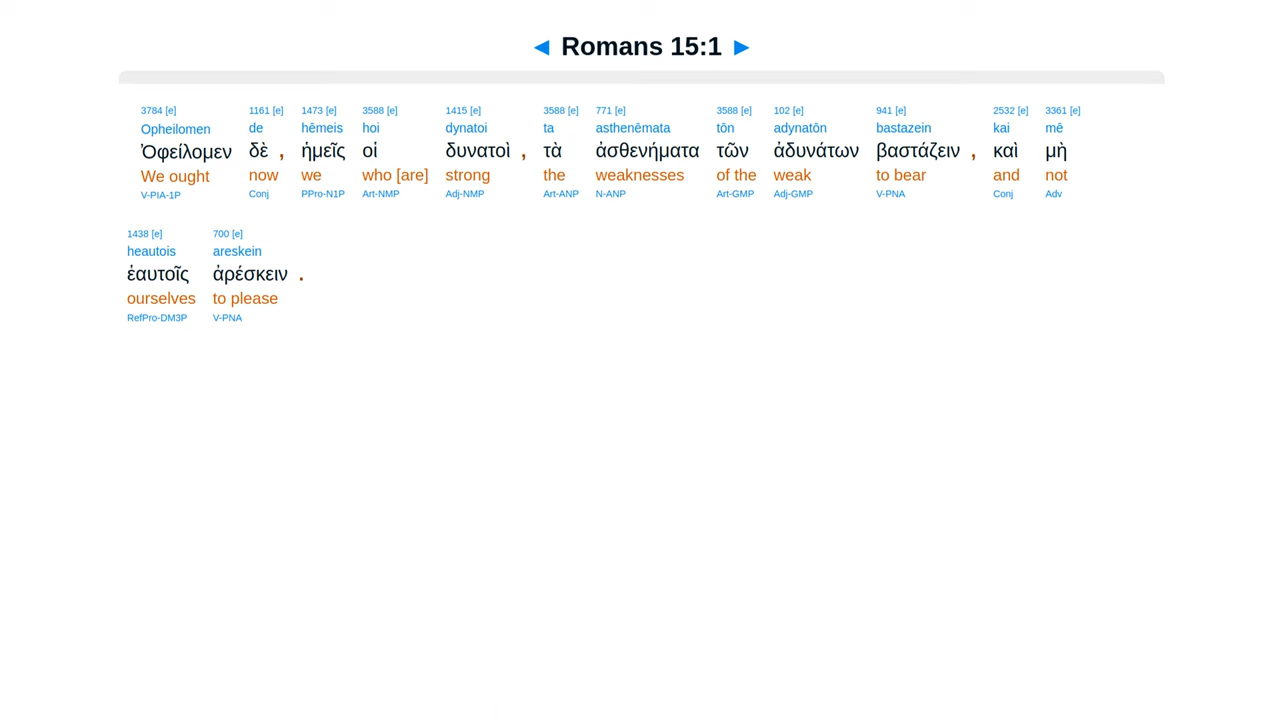 ◄ Romans 15:1 ►
3784 [e] 1161 [e] 1473 [e] 3588 [e] 1415 [e] 3588 [e] 771 [e] 3588 [e] 102 [e] 941 [e] 2532 [e] 3361 [e]
Opheilomen de hēmeis hoi dynatoi ta asthenēmata tōn adynatōn bastazein kai mē
Ὀφείλομεν δὲ , ἡμεῖς οἱ δυνατοὶ , τὰ ἀσθενήματα τῶν ἀδυνάτων βαστάζειν , καὶ μὴ
We ought now we who [are] strong the weaknesses of the weak to bear and not
V-PIA-1P Conj PPro-N1P Art-NMP Adj-NMP Art-ANP N-ANP Art-GMP Adj-GMP V-PNA Conj Adv
1438 [e] 700 [e]
heautois areskein
ἑαυτοῖς ἀρέσκειν .
ourselves to please
RefPro-DM3P V-PNA